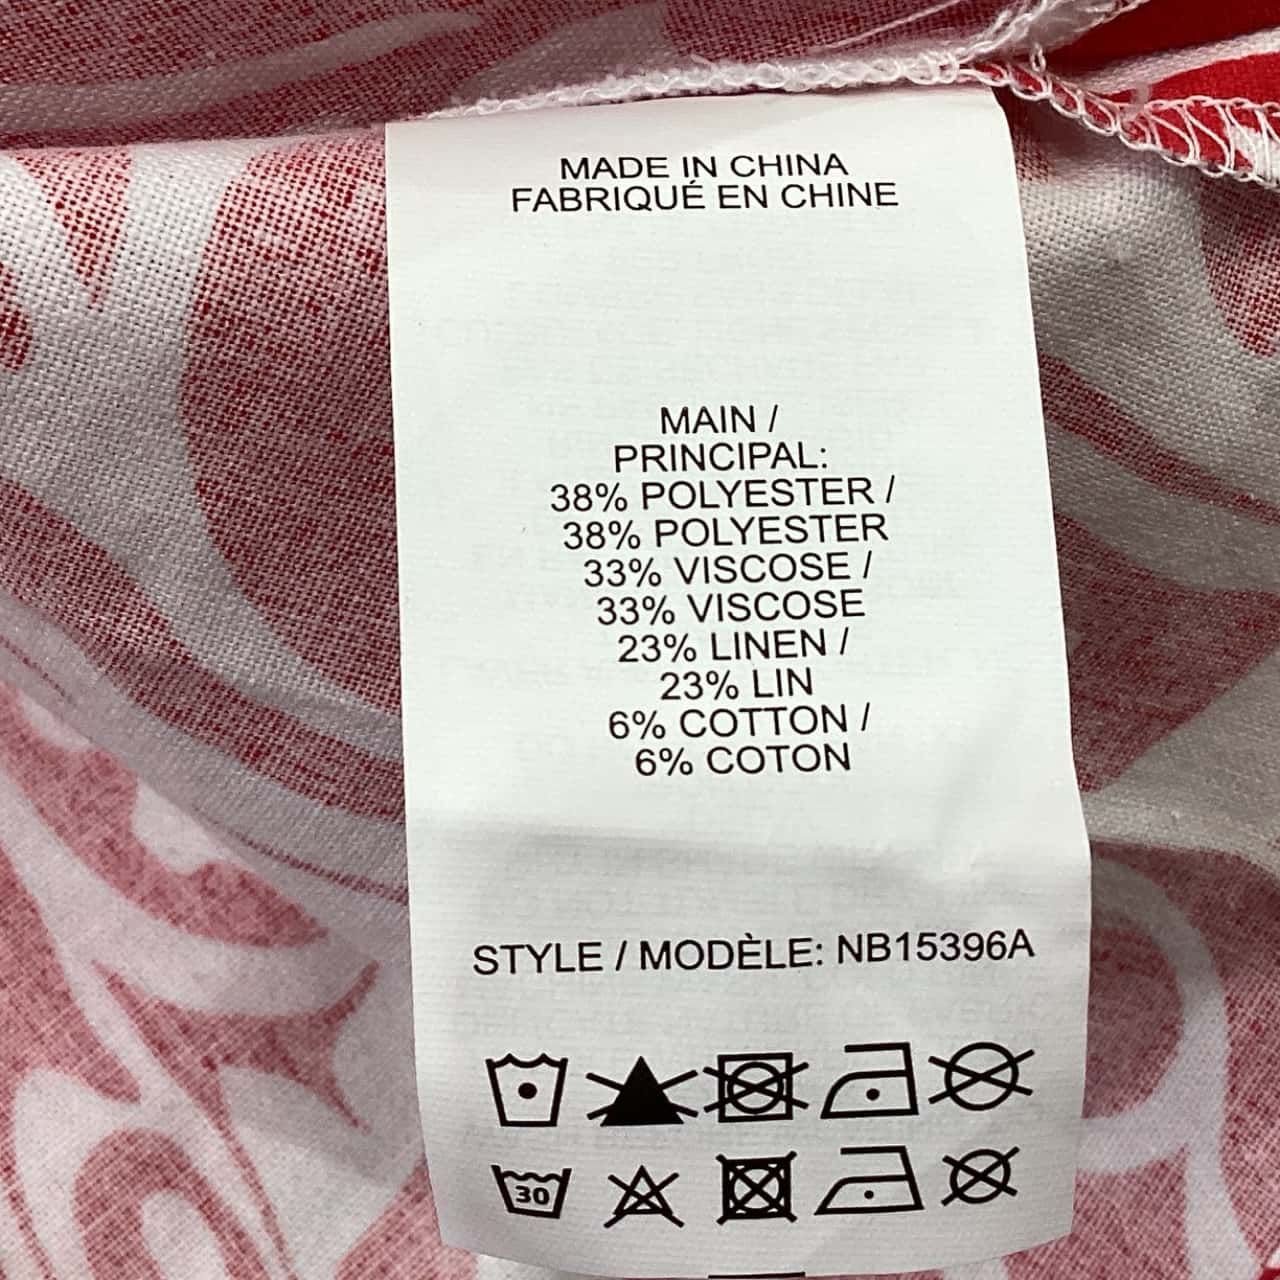 MADE IN CHINA
FABRIQUÉ EN CHINE
MAIN /
PRINCIPAL:
38% POLYESTER /
38% POLYESTER
33% VISCOSE /
33% VISCOSE
23% LINEN /
23% LIN
6% COTTON /
6% COTON
STYLE / MODÈLE: NB15396A
30